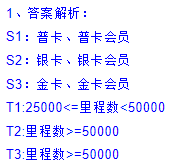 1、答案解析：
S1：普卡、普卡会员
S2：银卡、银卡会员
S3：金卡、金卡会员
T1:25000<=里程数<50000
T2:里程数>=50000
T3:里程数>=50000